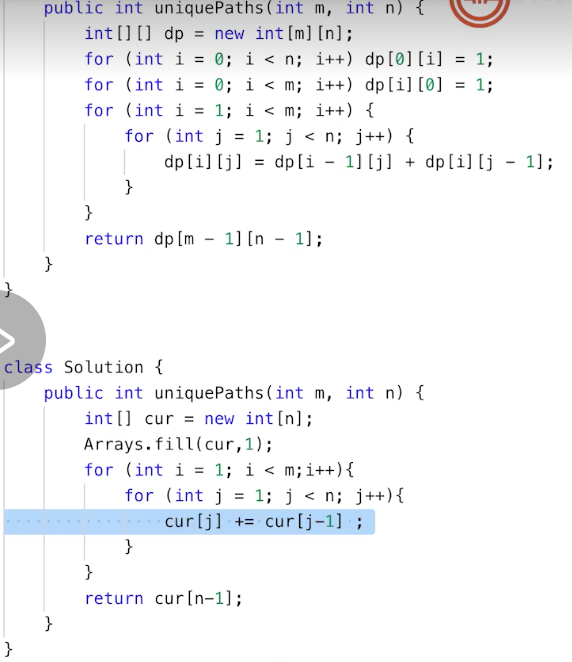 public int uniquePaths(int m, int n) {
int[][] dp = new int[m][n];
for (int i = 0; i < n; i++) dp[0][i] = 1;
for (int i = 0; i < m; i++) dp[i][0] = 1;
for (int i = 1; i < m; i++) {
for (int j = 1; j < n; j++) {
dp[i][j] = dp[i - 1][j] + dp[i][j - 1];
}
}
return dp[m - 1][n - 1];
}
}
class Solution {
public int uniquePaths(int m, int n) {
int[] cur = new int[n];
Arrays.fill(cur,1);
for (int i = 1; i < m;i++){
for (int j = 1; j < n; j++){
cur[j] += cur[j-1] ;
}
}
return cur[n-1];
}
}